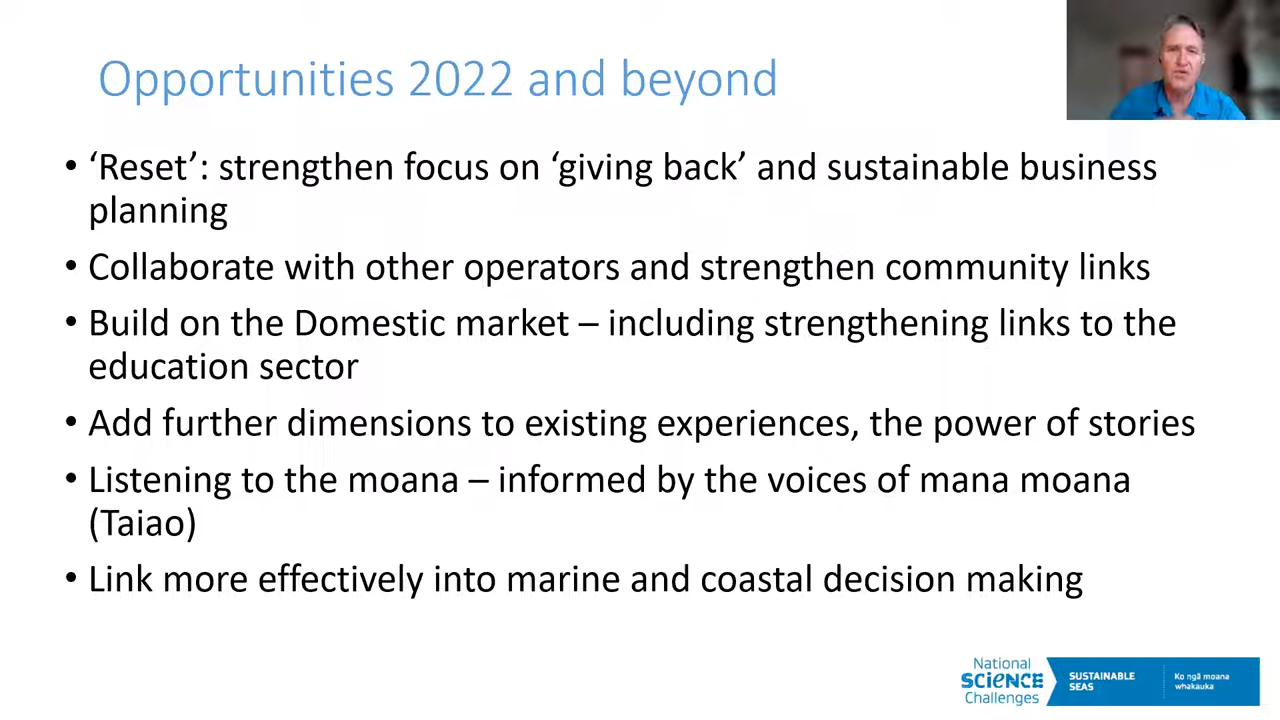 Opportunities 2022 and beyond
• ‘Reset’: strengthen focus on ‘giving back’ and sustainable business
planning
• Collaborate with other operators and strengthen community links
• Build on the Domestic market – including strengthening links to the
education sector
• Add further dimensions to existing experiences, the power of stories
• Listening to the moana – informed by the voices of mana moana
(Taiao)
• Link more effectively into marine and coastal decision making
National
SCIENCE
Challenges
SUSTAINABLE
SEAS
Ko ngā moana
whakauka